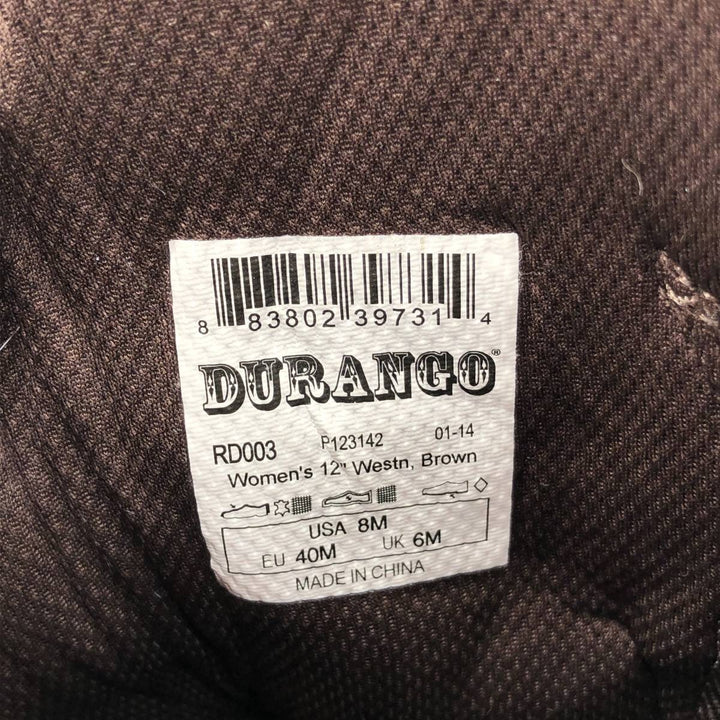 8 83802 39731 4
DURANGO®
RD003 P123142 01-14
Women's 12" Westn, Brown
USA 8M
EU 40M UK 6M
MADE IN CHINA